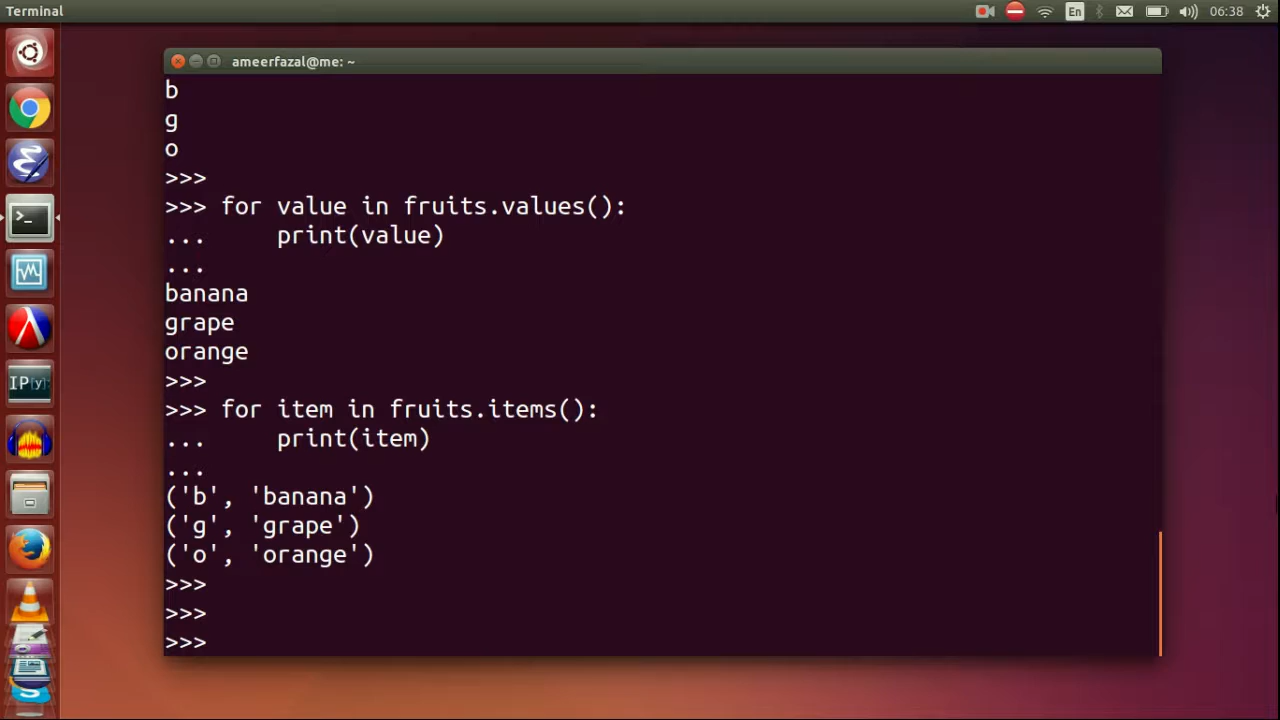 Terminal
En
06:38
ameerfazal@me: ~
b
g
o
>>>
>>> for value in fruits.values():
...     print(value)
...
banana
grape
orange
>>>
>>> for item in fruits.items():
...     print(item)
...
('b', 'banana')
('g', 'grape')
('o', 'orange')
>>>
>>>
>>>
IP[y]: